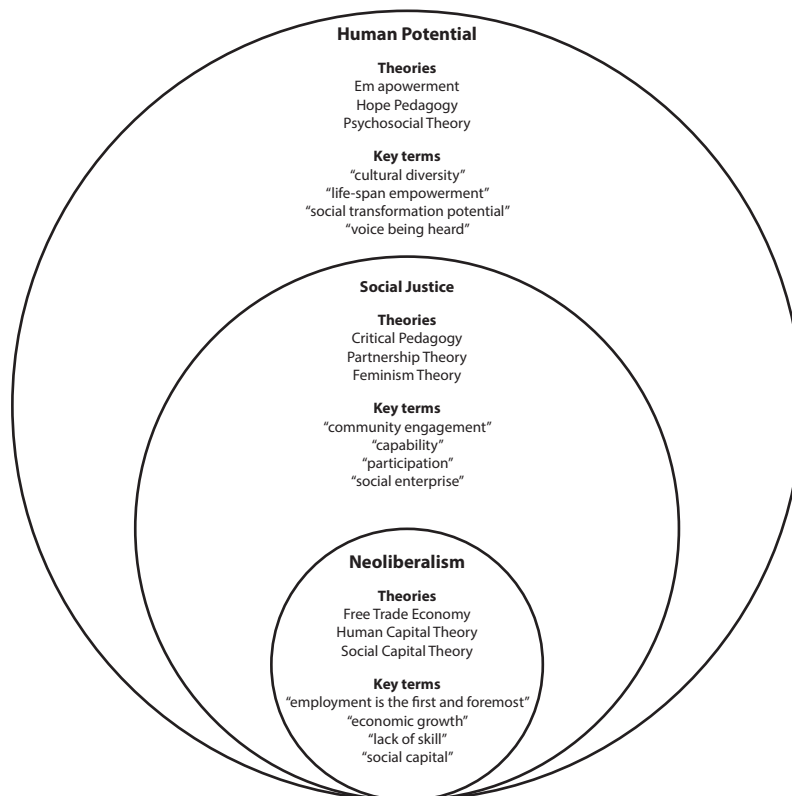 Human Potential
Theories
Em apowerment
Hope Pedagogy
Psychosocial Theory
Key terms
“cultural diversity”
“life-span empowerment”
“social transformation potential”
“voice being heard”
Social Justice
Theories
Critical Pedagogy
Partnership Theory
Feminism Theory
Key terms
“community engagement”
“capability”
“participation”
“social enterprise”
Neoliberalism
Theories
Free Trade Economy
Human Capital Theory
Social Capital Theory
Key terms
“employment is the first and foremost”
“economic growth”
“lack of skill”
“social capital”